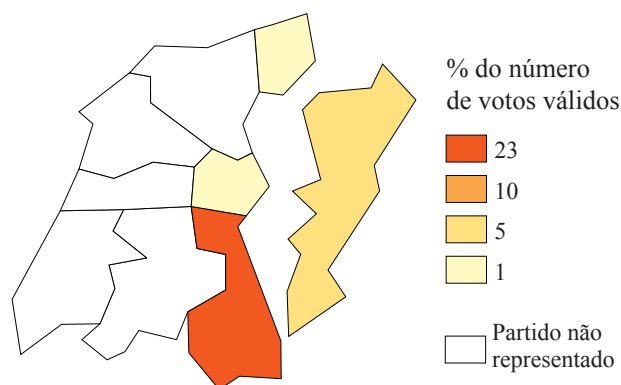 % do número
de votos válidos
23
10
5
1
Partido não
representado